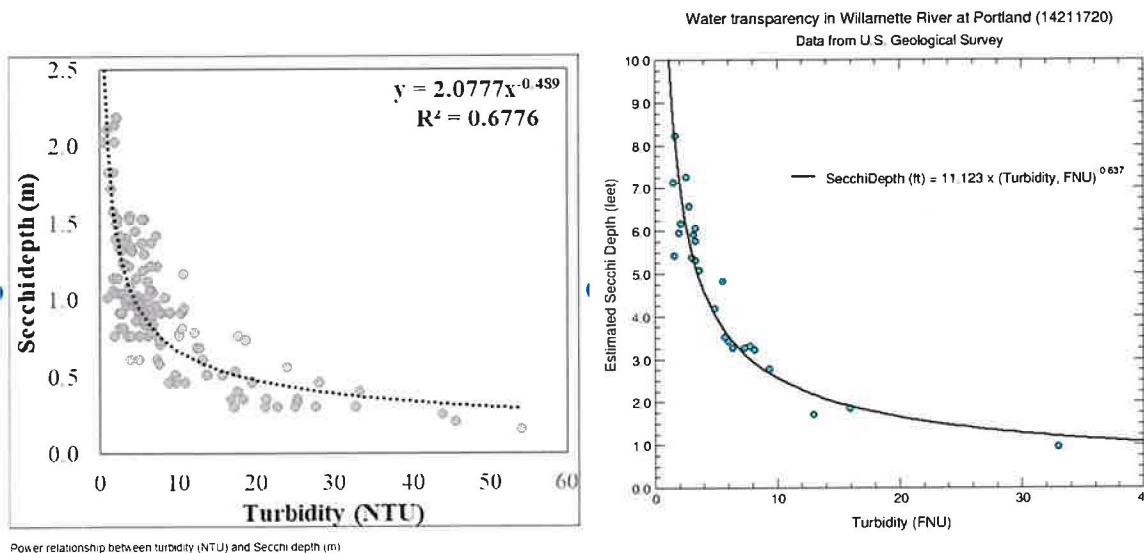 2.5
y = 2.0777x-0.489
R² = 0.6776
2.0
1.5
1.0
0.5
0.0
0 10 20 30 40 50 60
Secchidepth (m)
Turbidity (NTU)
Power relationship between turbidity (NTU) and Secchi depth (m)
Water transparency in Willamette River at Portland (14211720)
Data from U.S. Geological Survey
10.0
9.0
8.0
SecchiDepth (ft) = 11.123 x (Turbidity, FNU) 0.637
7.0
6.0
5.0
4.0
3.0
2.0
1.0
0.0
0 10 20 30 4
Estimated Secchi Depth (feet)
Turbidity (FNU)